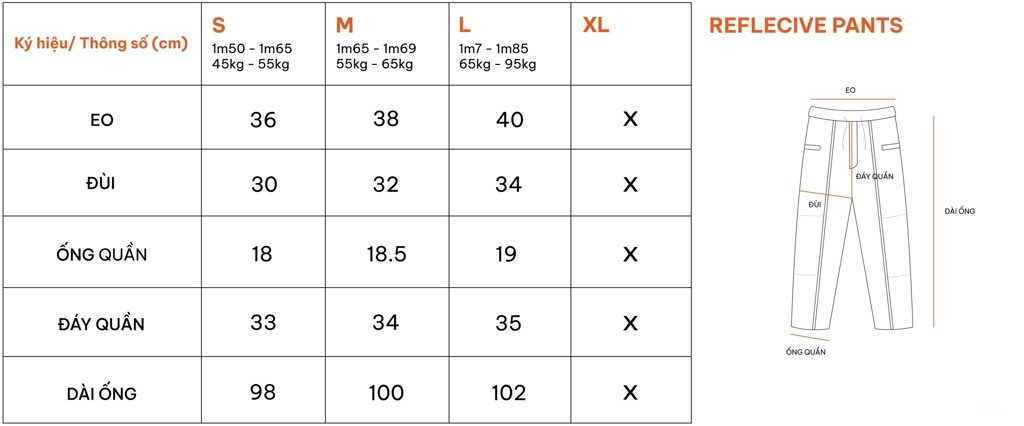 Ký hiệu/ Thông số (cm) S M L XL
1m50 - 1m65 1m65 - 1m69 1m7 - 1m85
45kg - 55kg 55kg - 65kg 65kg - 95kg
EO 36 38 40 X
ĐÙI 30 32 34 X
ỐNG QUẦN 18 18.5 19 X
ĐÁY QUẦN 33 34 35 X
DÀI ỐNG 98 100 102 X
REFLECIVE PANTS
EO
ĐÁY QUẦN
ĐÙI
DÀI ỐNG
ỐNG QUẦN